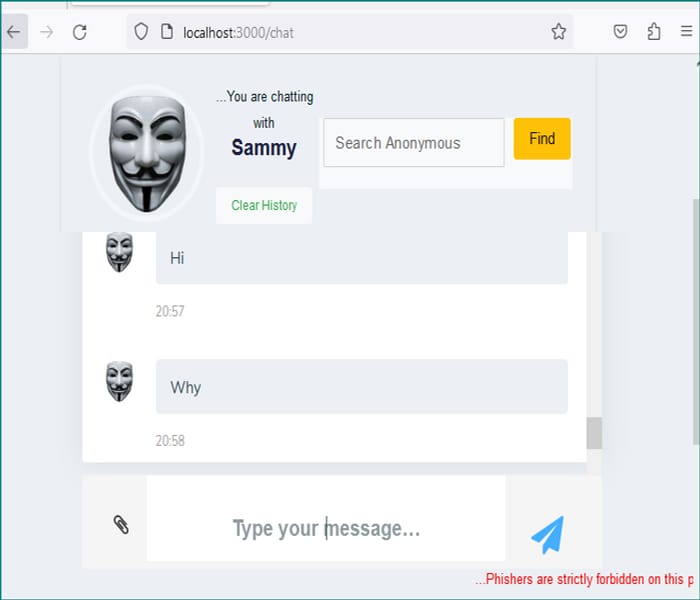 localhost:3000/chat
...You are chatting
with
Sammy
Search Anonymous
Find
Clear History
Hi
20:57
Why
20:58
Type your message...
...Phishers are strictly forbidden on this p